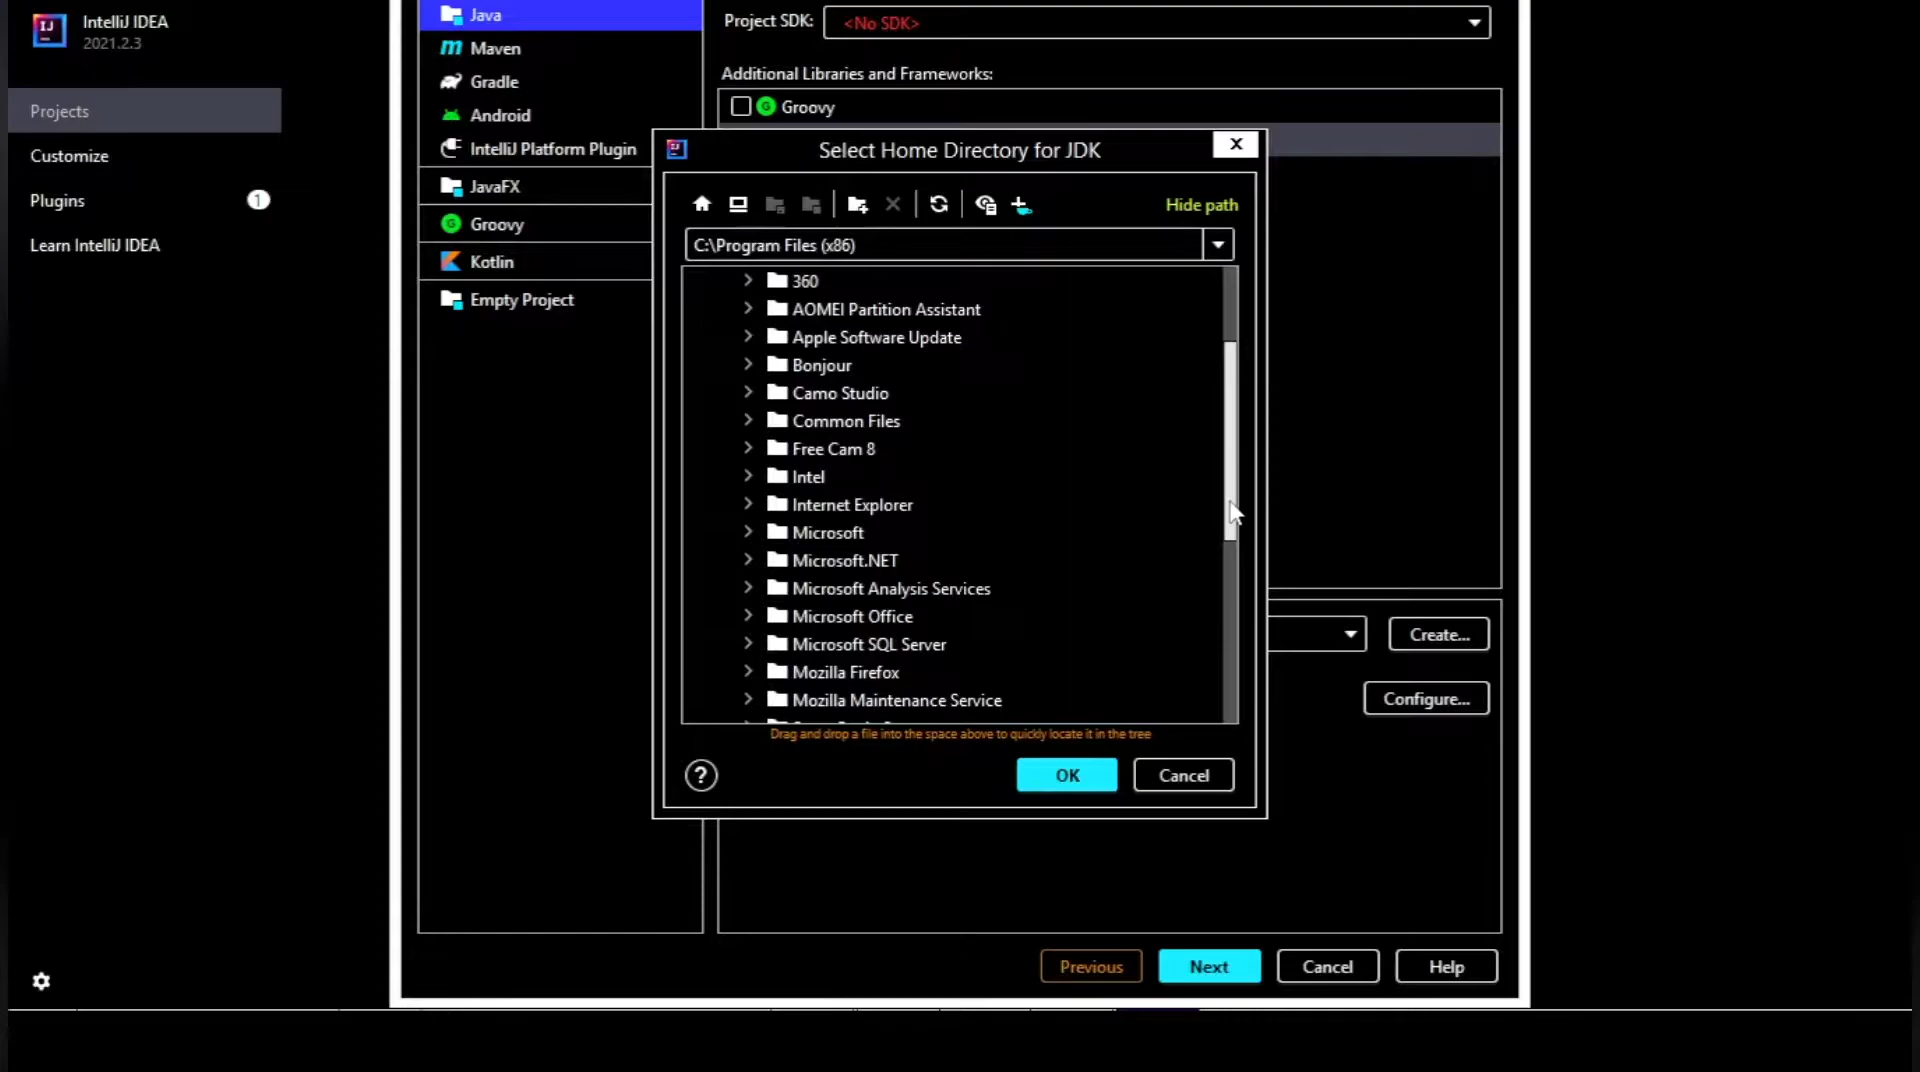 IntelliJ IDEA
2021.2.3
Projects
Customize
Plugins
1
Learn IntelliJ IDEA
Java
Maven
Gradle
Android
IntelliJ Platform Plugin
JavaFX
Groovy
Kotlin
Empty Project
Project SDK:
<No SDK>
Additional Libraries and Frameworks:
Groovy
Select Home Directory for JDK
Hide path
C:\Program Files (x86)
360
AOMEI Partition Assistant
Apple Software Update
Bonjour
Camo Studio
Common Files
Free Cam 8
Intel
Internet Explorer
Microsoft
Microsoft.NET
Microsoft Analysis Services
Microsoft Office
Microsoft SQL Server
Mozilla Firefox
Mozilla Maintenance Service
Drag and drop a file into the space above to quickly locate it in the tree
OK
Cancel
Create...
Configure...
Previous
Next
Cancel
Help